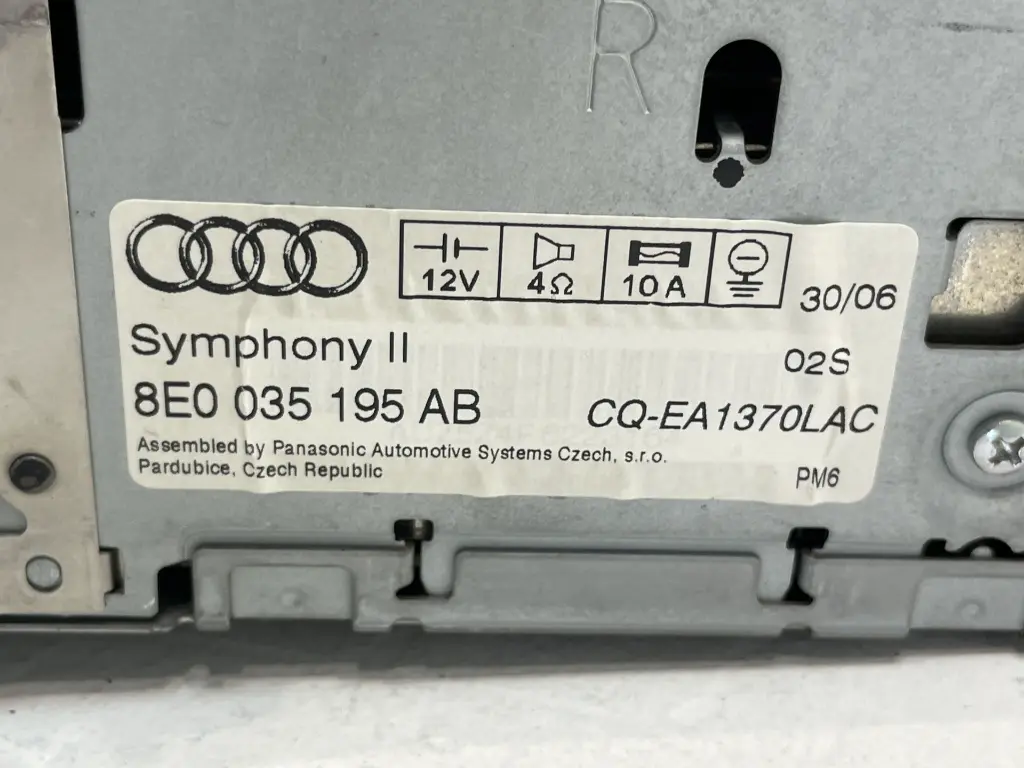 R
12V 4Ω 10A
30/06
Symphony II
02S
8E0 035 195 AB CQ-EA1370LAC
Assembled by Panasonic Automotive Systems Czech, s.r.o.
Pardubice, Czech Republic
PM6